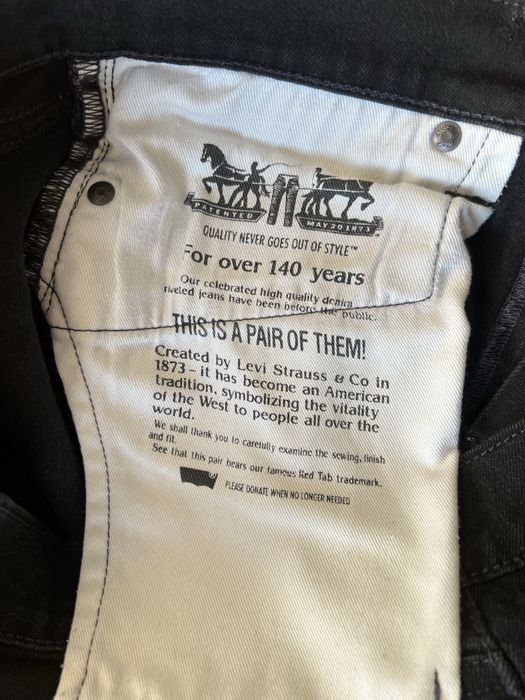 PATENTED MAY 20 1873
QUALITY NEVER GOES OUT OF STYLE™
For over 140 years
Our celebrated high quality denim
riveted jeans have been before the public.
THIS IS A PAIR OF THEM!
Created by Levi Strauss & Co in
1873 – it has become an American
tradition, symbolizing the vitality
of the West to people all over the
world.
We shall thank you to carefully examine the sewing, finish
and fit.
See that this pair bears our famous Red Tab trademark.
PLEASE DONATE WHEN NO LONGER NEEDED